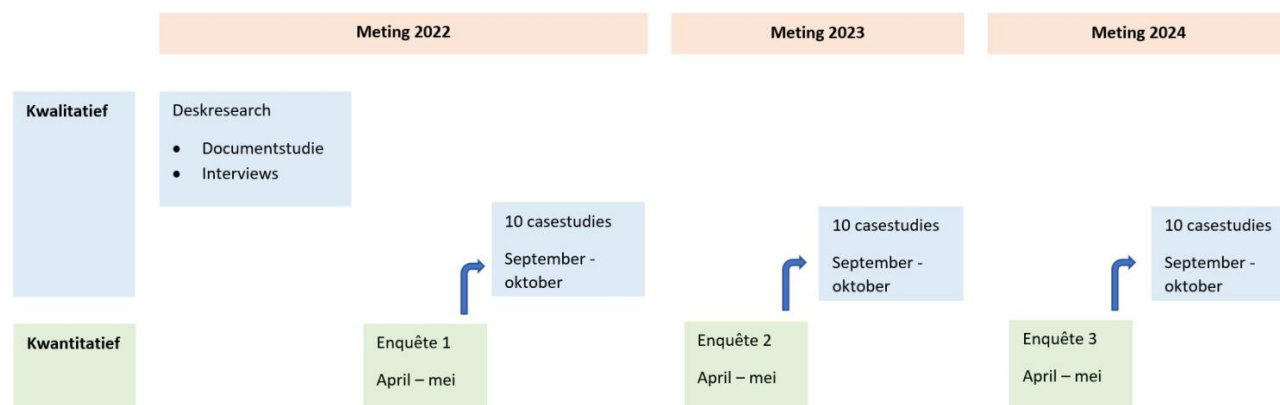 Meting 2022
Meting 2023
Meting 2024
Kwalitatief
Deskresearch
• Documentstudie
• Interviews
10 casestudies
September -
oktober
10 casestudies
September -
oktober
10 casestudies
September -
oktober
Kwantitatief
Enquête 1
April – mei
Enquête 2
April – mei
Enquête 3
April – mei